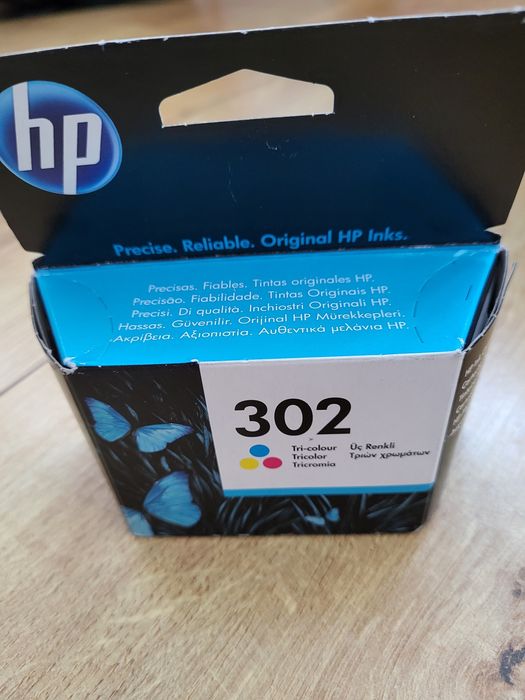 hp
Precise. Reliable. Original HP Inks.
Precisas. Fiables. Tintas originales HP.
Precisão. Fiabilidade. Tintas Originais HP.
Precisi. Di qualità. Inchiostri Originali HP.
Hassas. Güvenilir. Orijinal HP Mürekkepleri.
Ακρίβεια. Αξιοπιστία. Αυθεντικά μελάνια HP.
302
Tri-colour Üç Renkli
Tricolor Τριών χρωμάτων
Tricromia